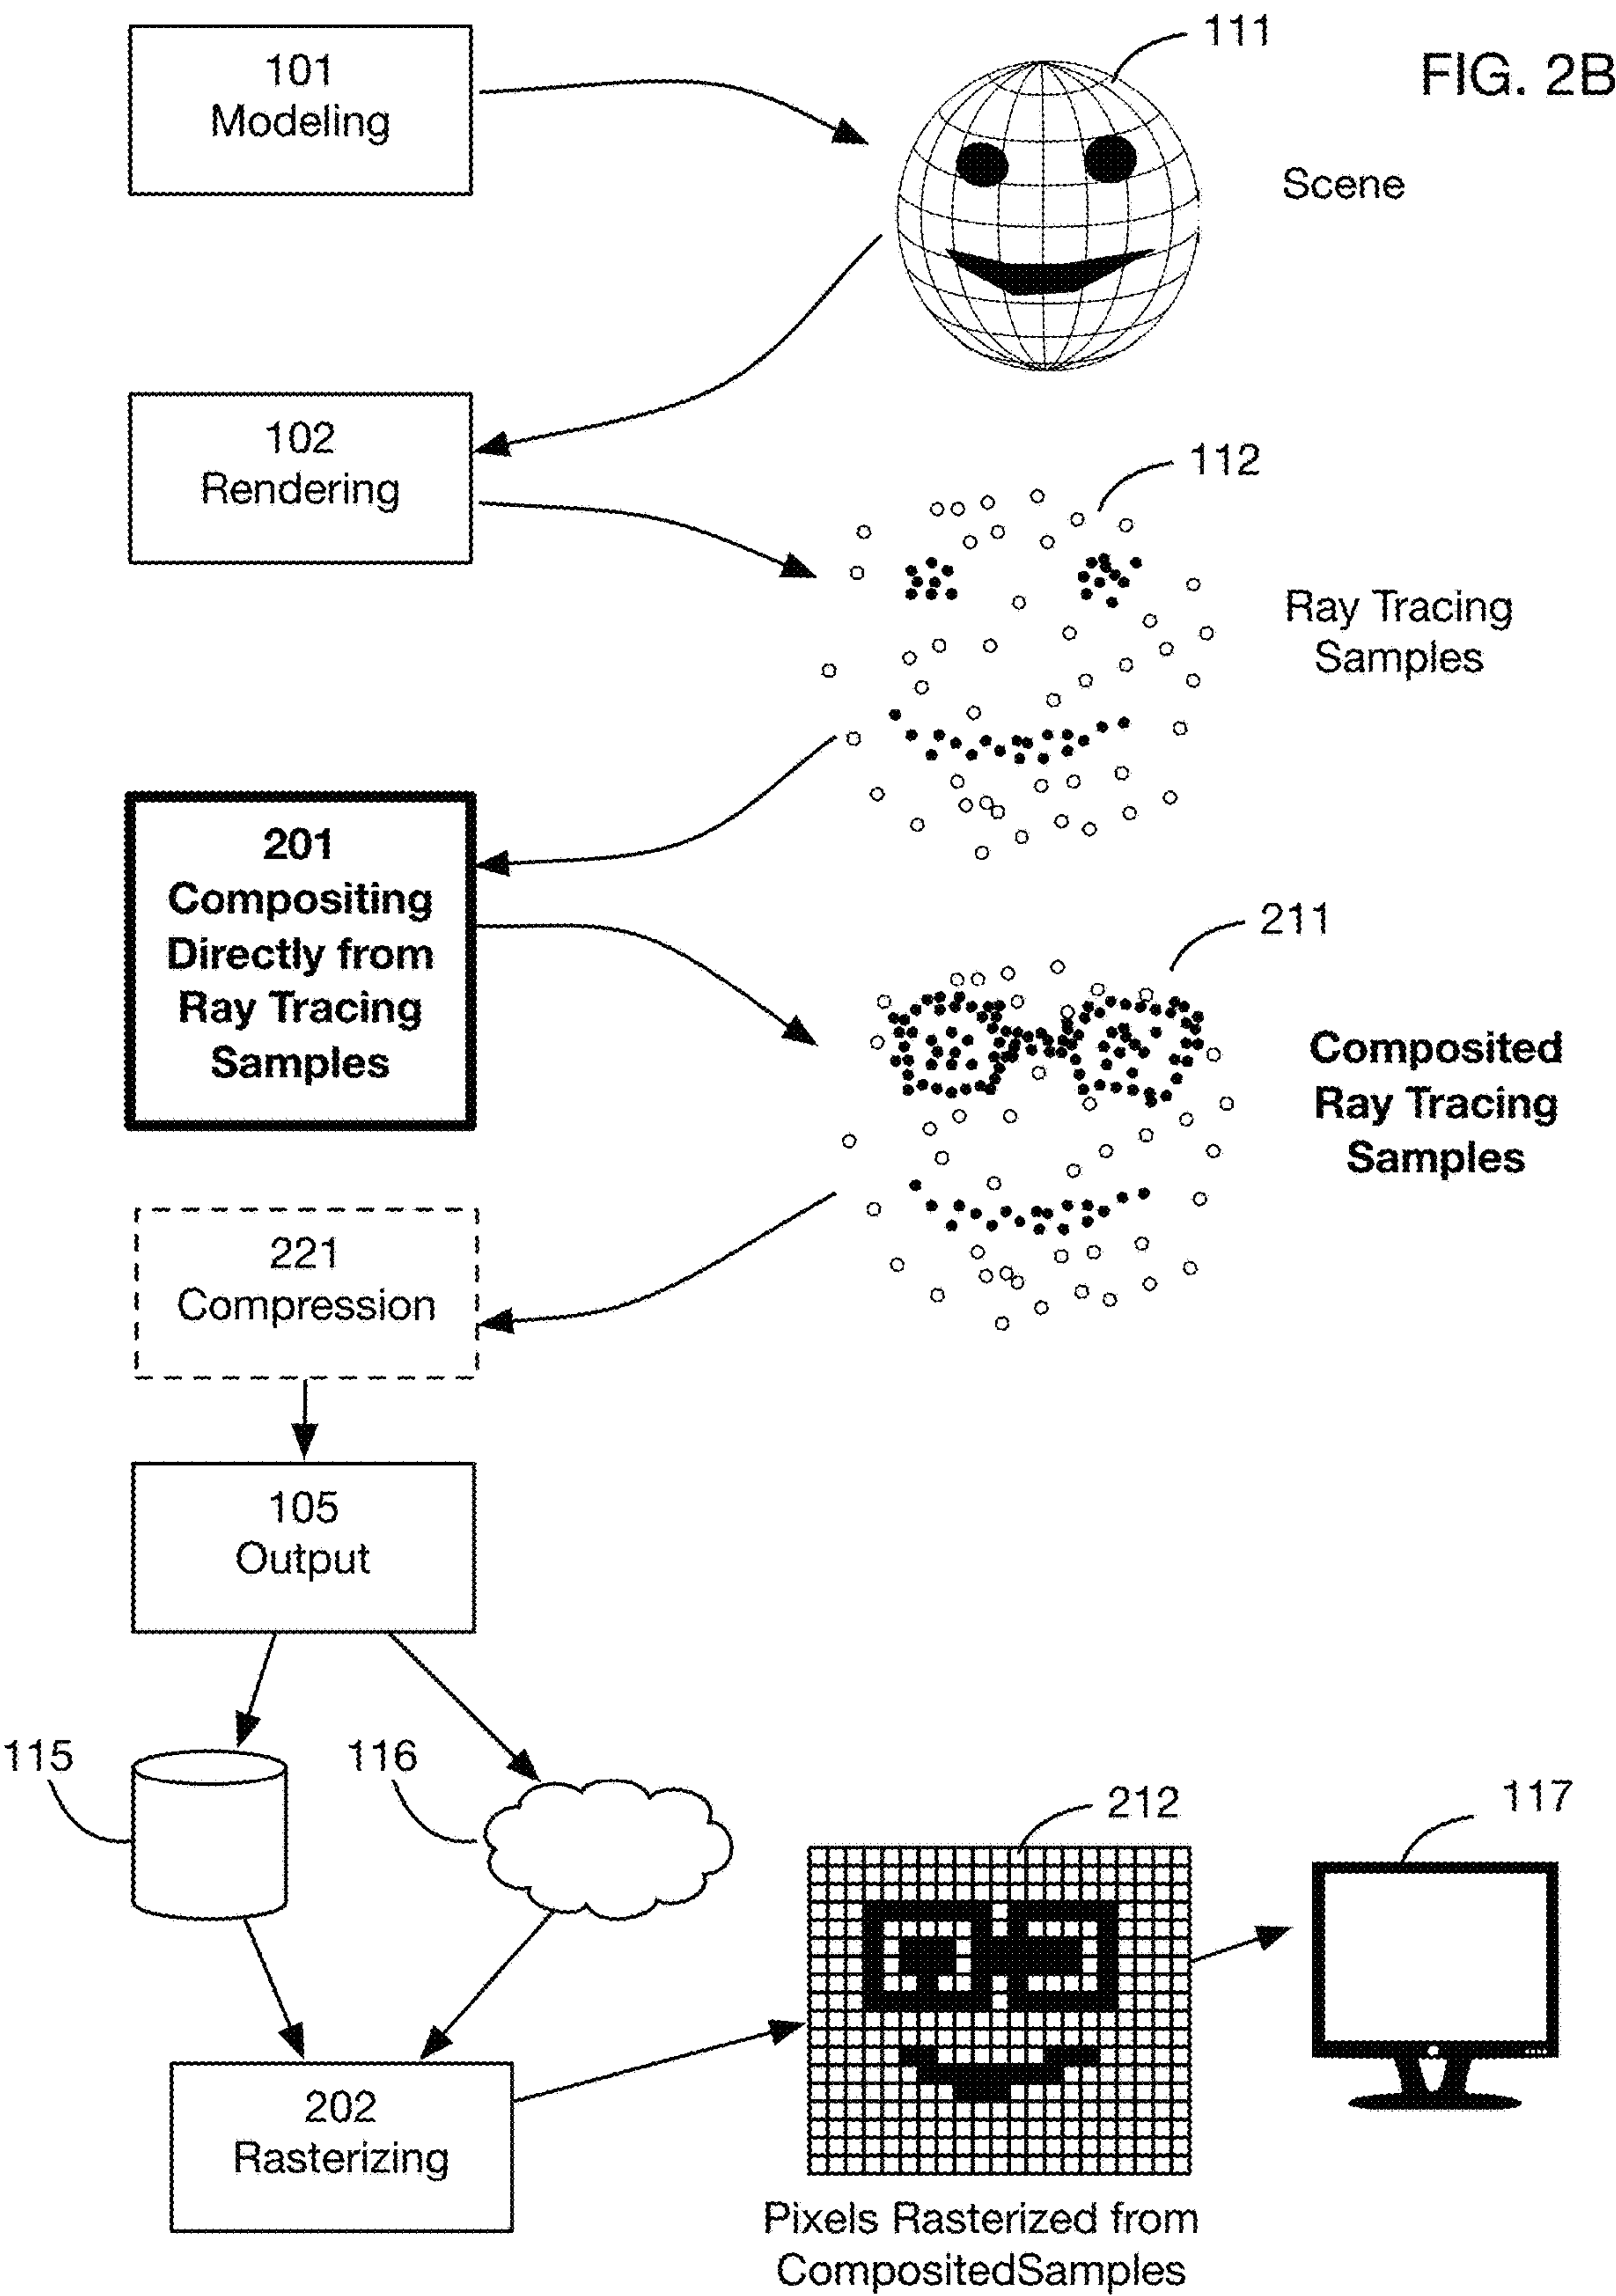 111
FIG. 2B
101
Modeling
Scene
102
Rendering
112
Ray Tracing
Samples
201
Compositing
Directly from
Ray Tracing
Samples
211
Composited
Ray Tracing
Samples
221
Compression
105
Output
115
116
212
117
202
Rasterizing
Pixels Rasterized from
CompositedSamples